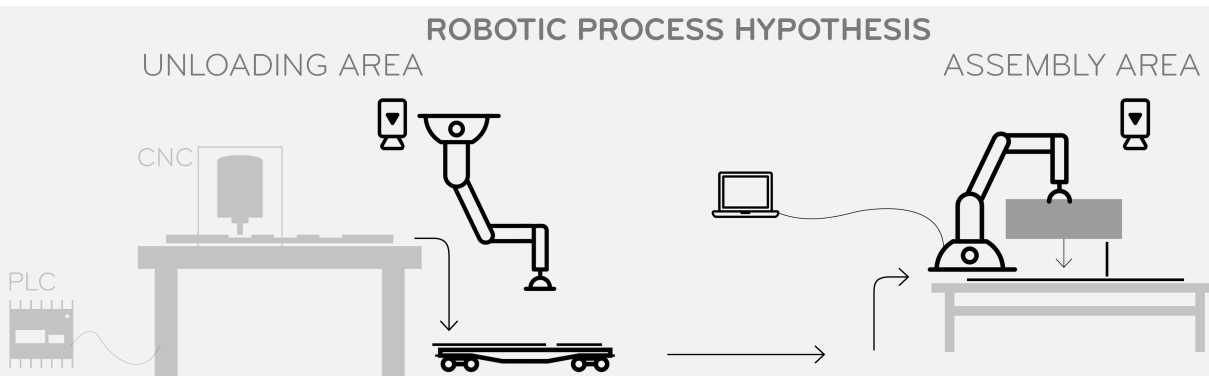 ROBOTIC PROCESS HYPOTHESIS
UNLOADING AREA
ASSEMBLY AREA
CNC
PLC